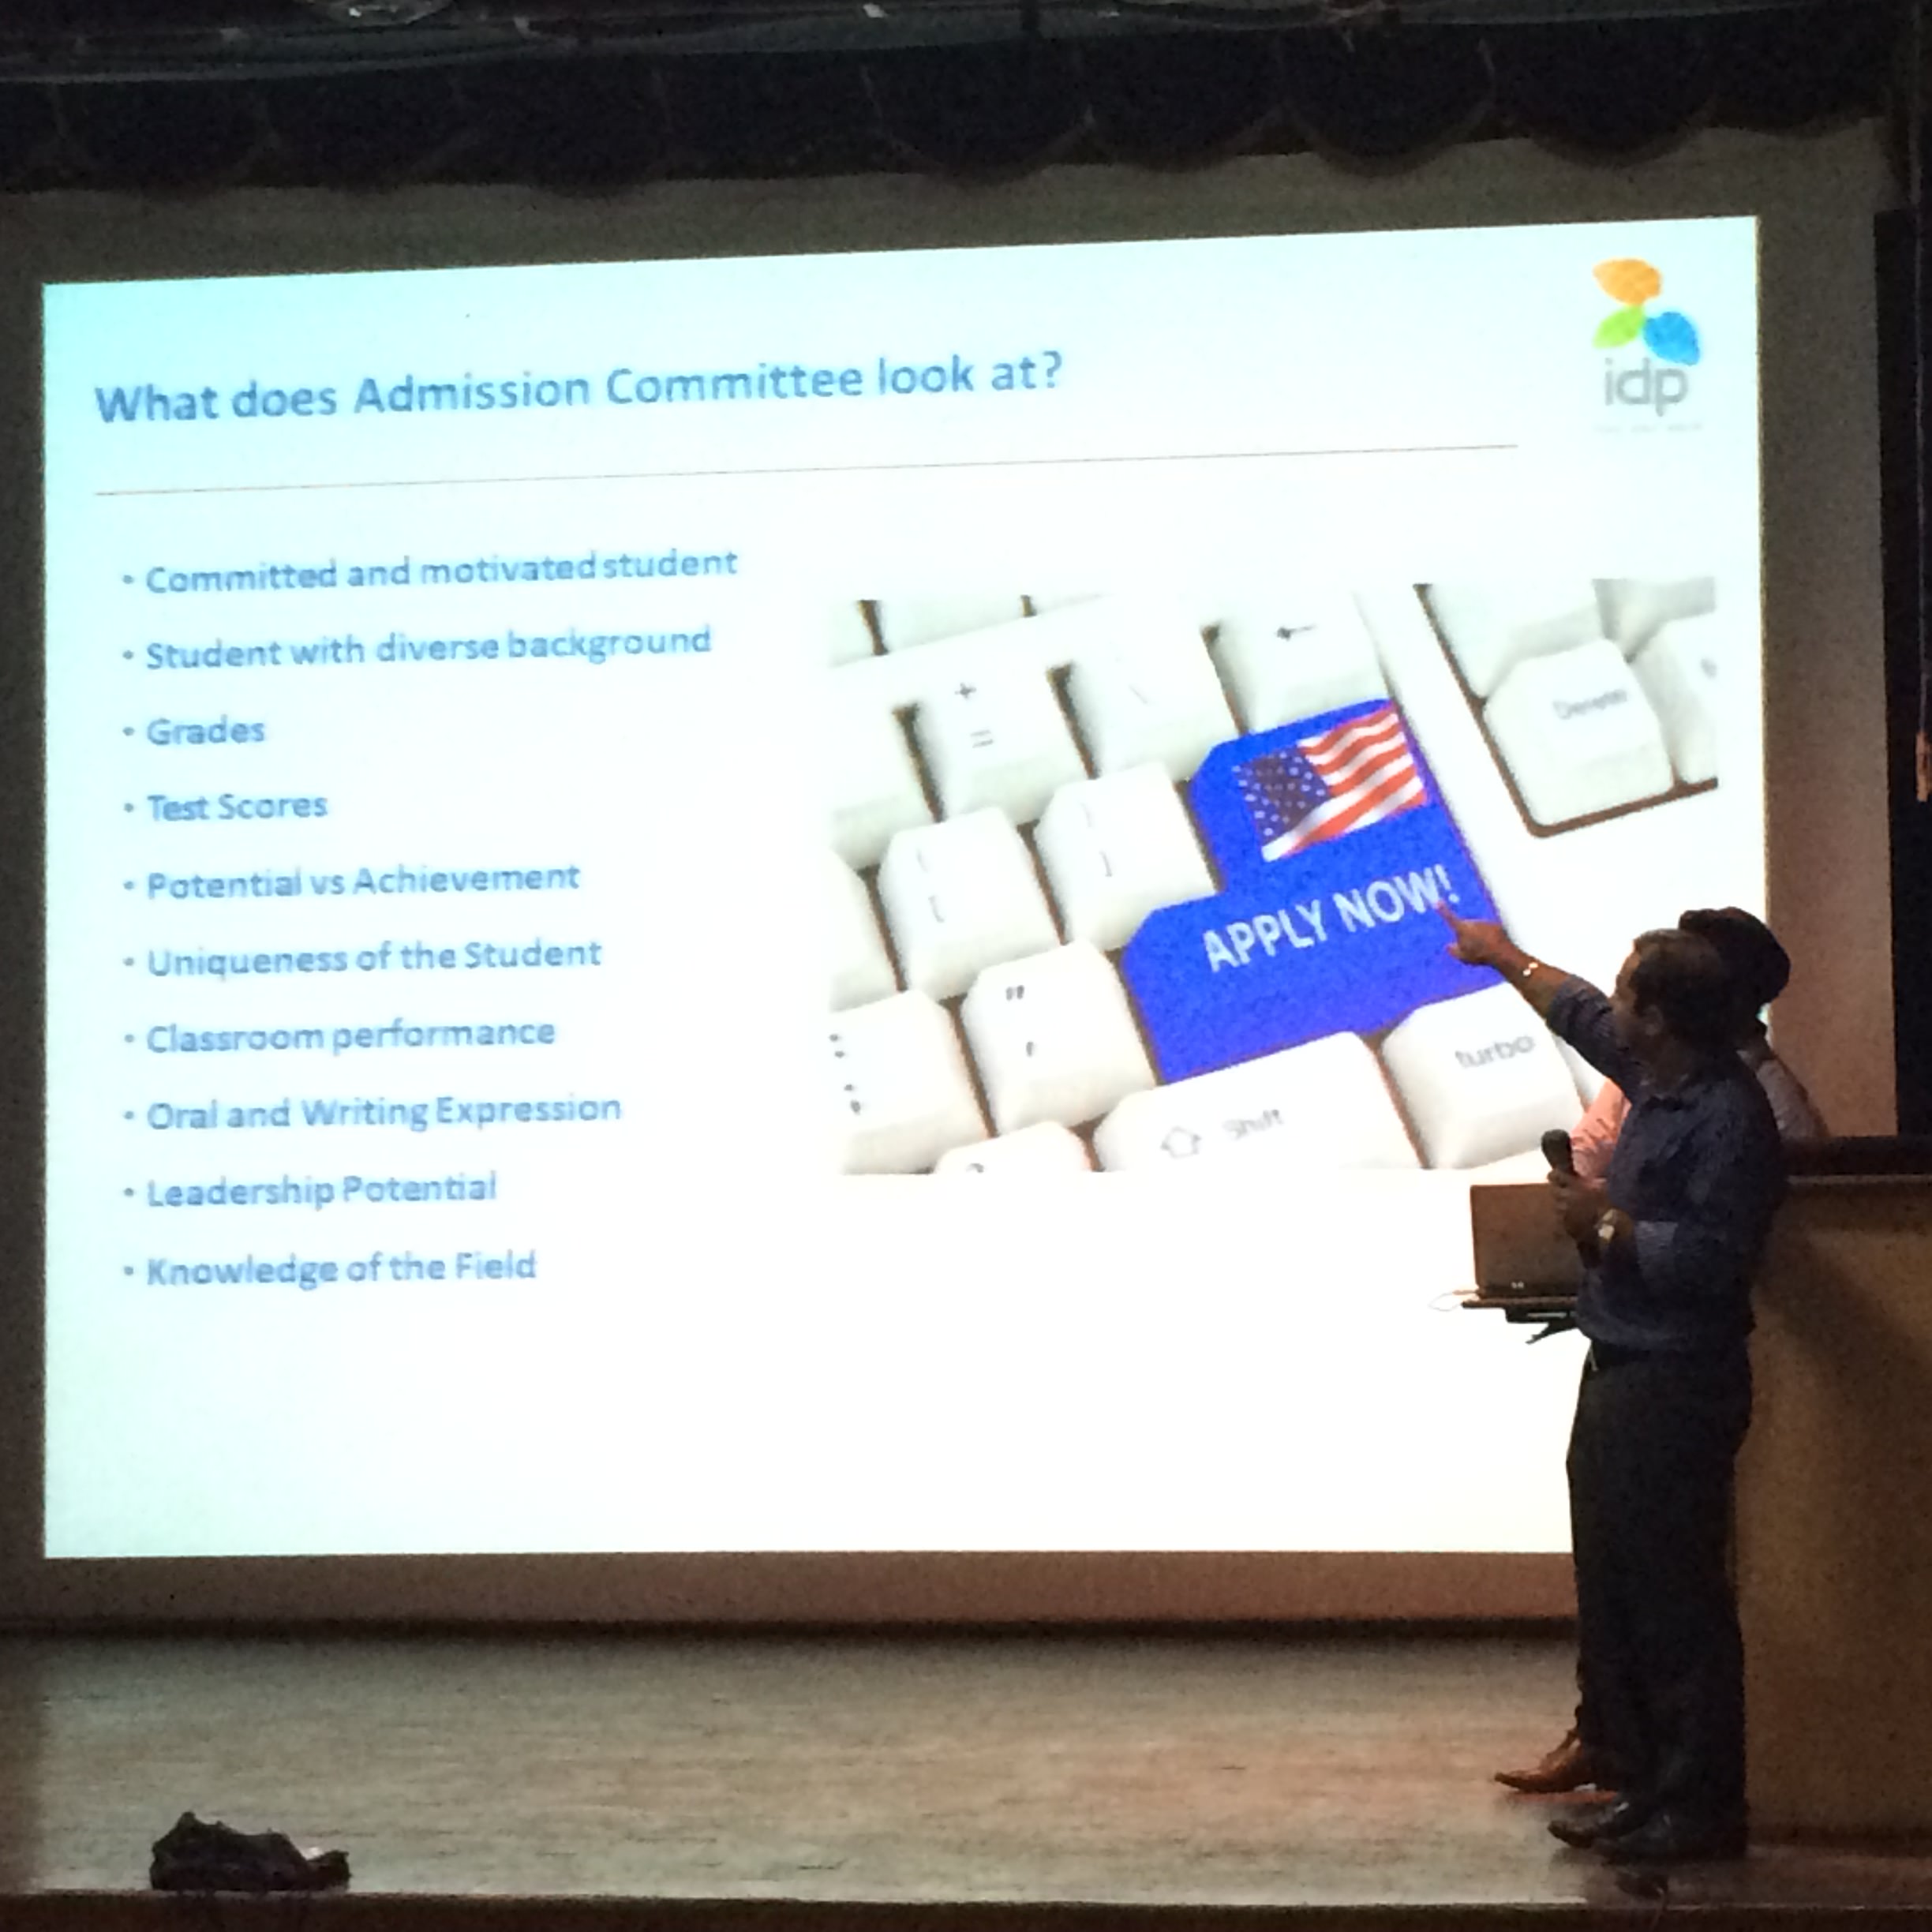 What does Admission Committee look at?
idp
• Committed and motivated student
• Student with diverse background
• Grades
• Test Scores
• Potential vs Achievement
• Uniqueness of the Student
• Classroom performance
• Oral and Writing Expression
• Leadership Potential
• Knowledge of the Field
+
=
\
Delete
{
[
}
]
APPLY NOW!
"
'
:
;
turbo
Shift
?